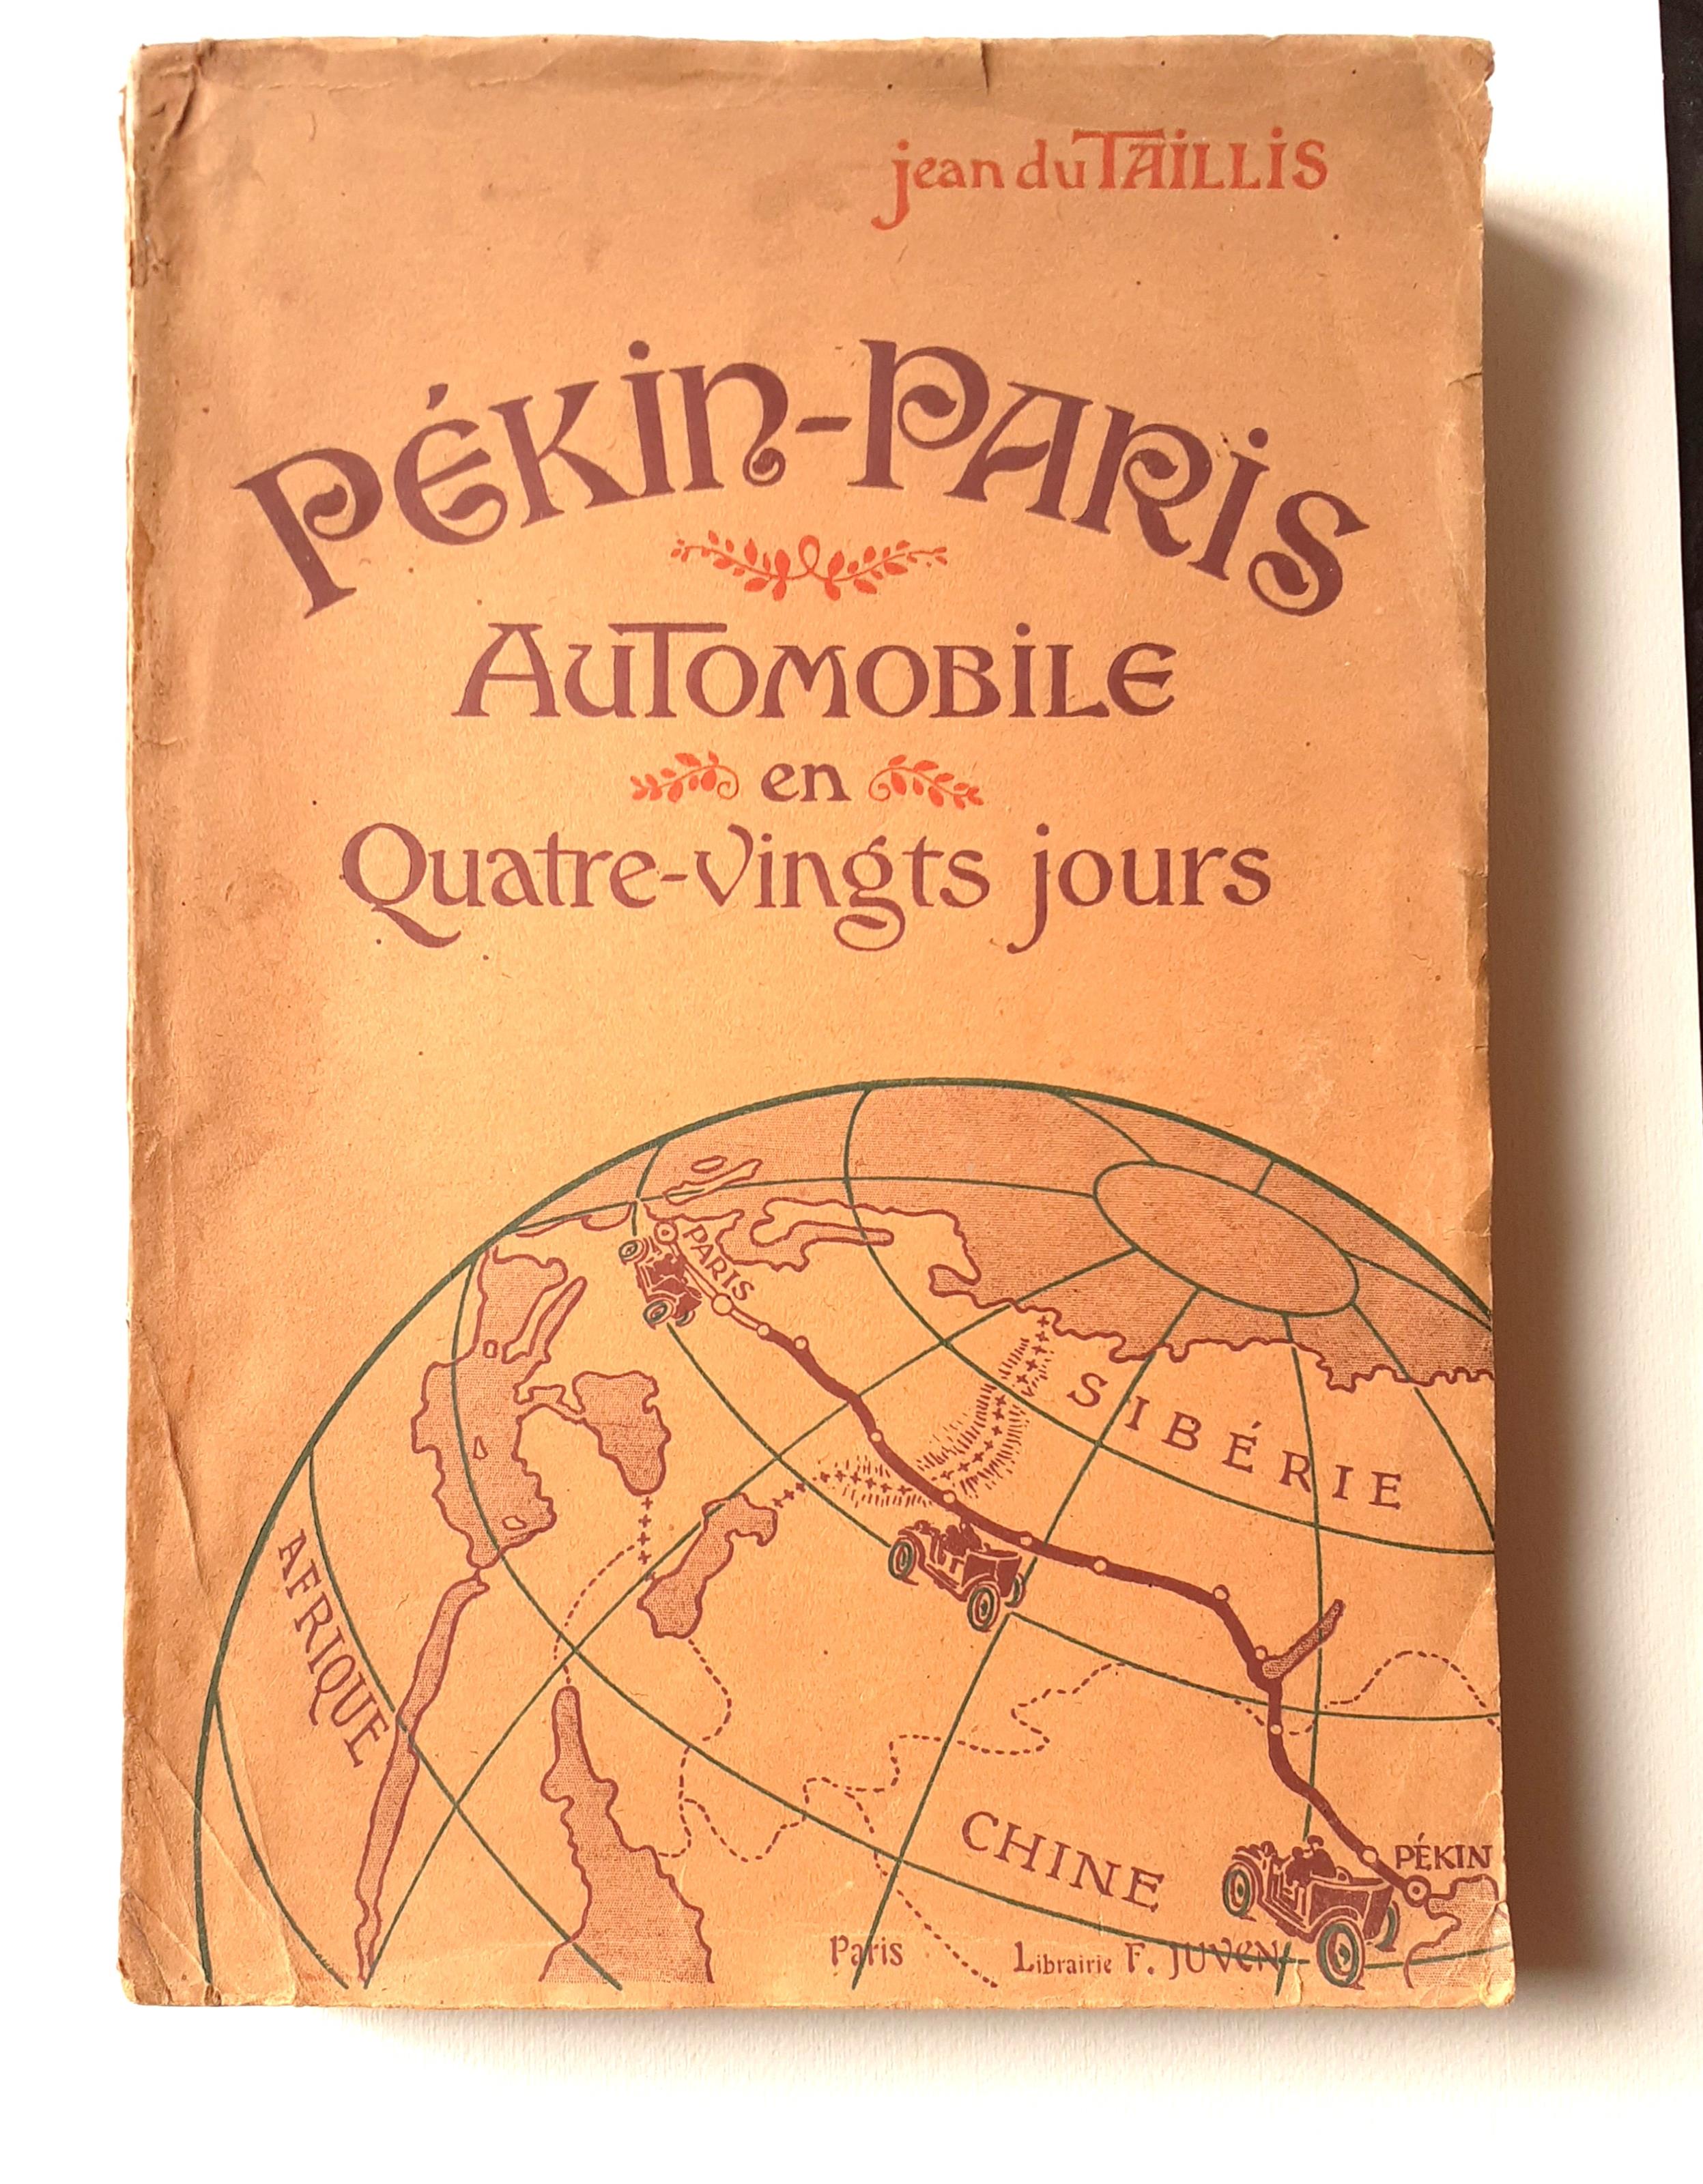 jean du TAILLIS
PÉKIN-PARIS
AUTOMOBILE
en
Quatre-Vingts jours
PARIS
SIBÉRIE
AFRIQUE
CHINE
PÉKIN
Paris Librairie F. JUVEN